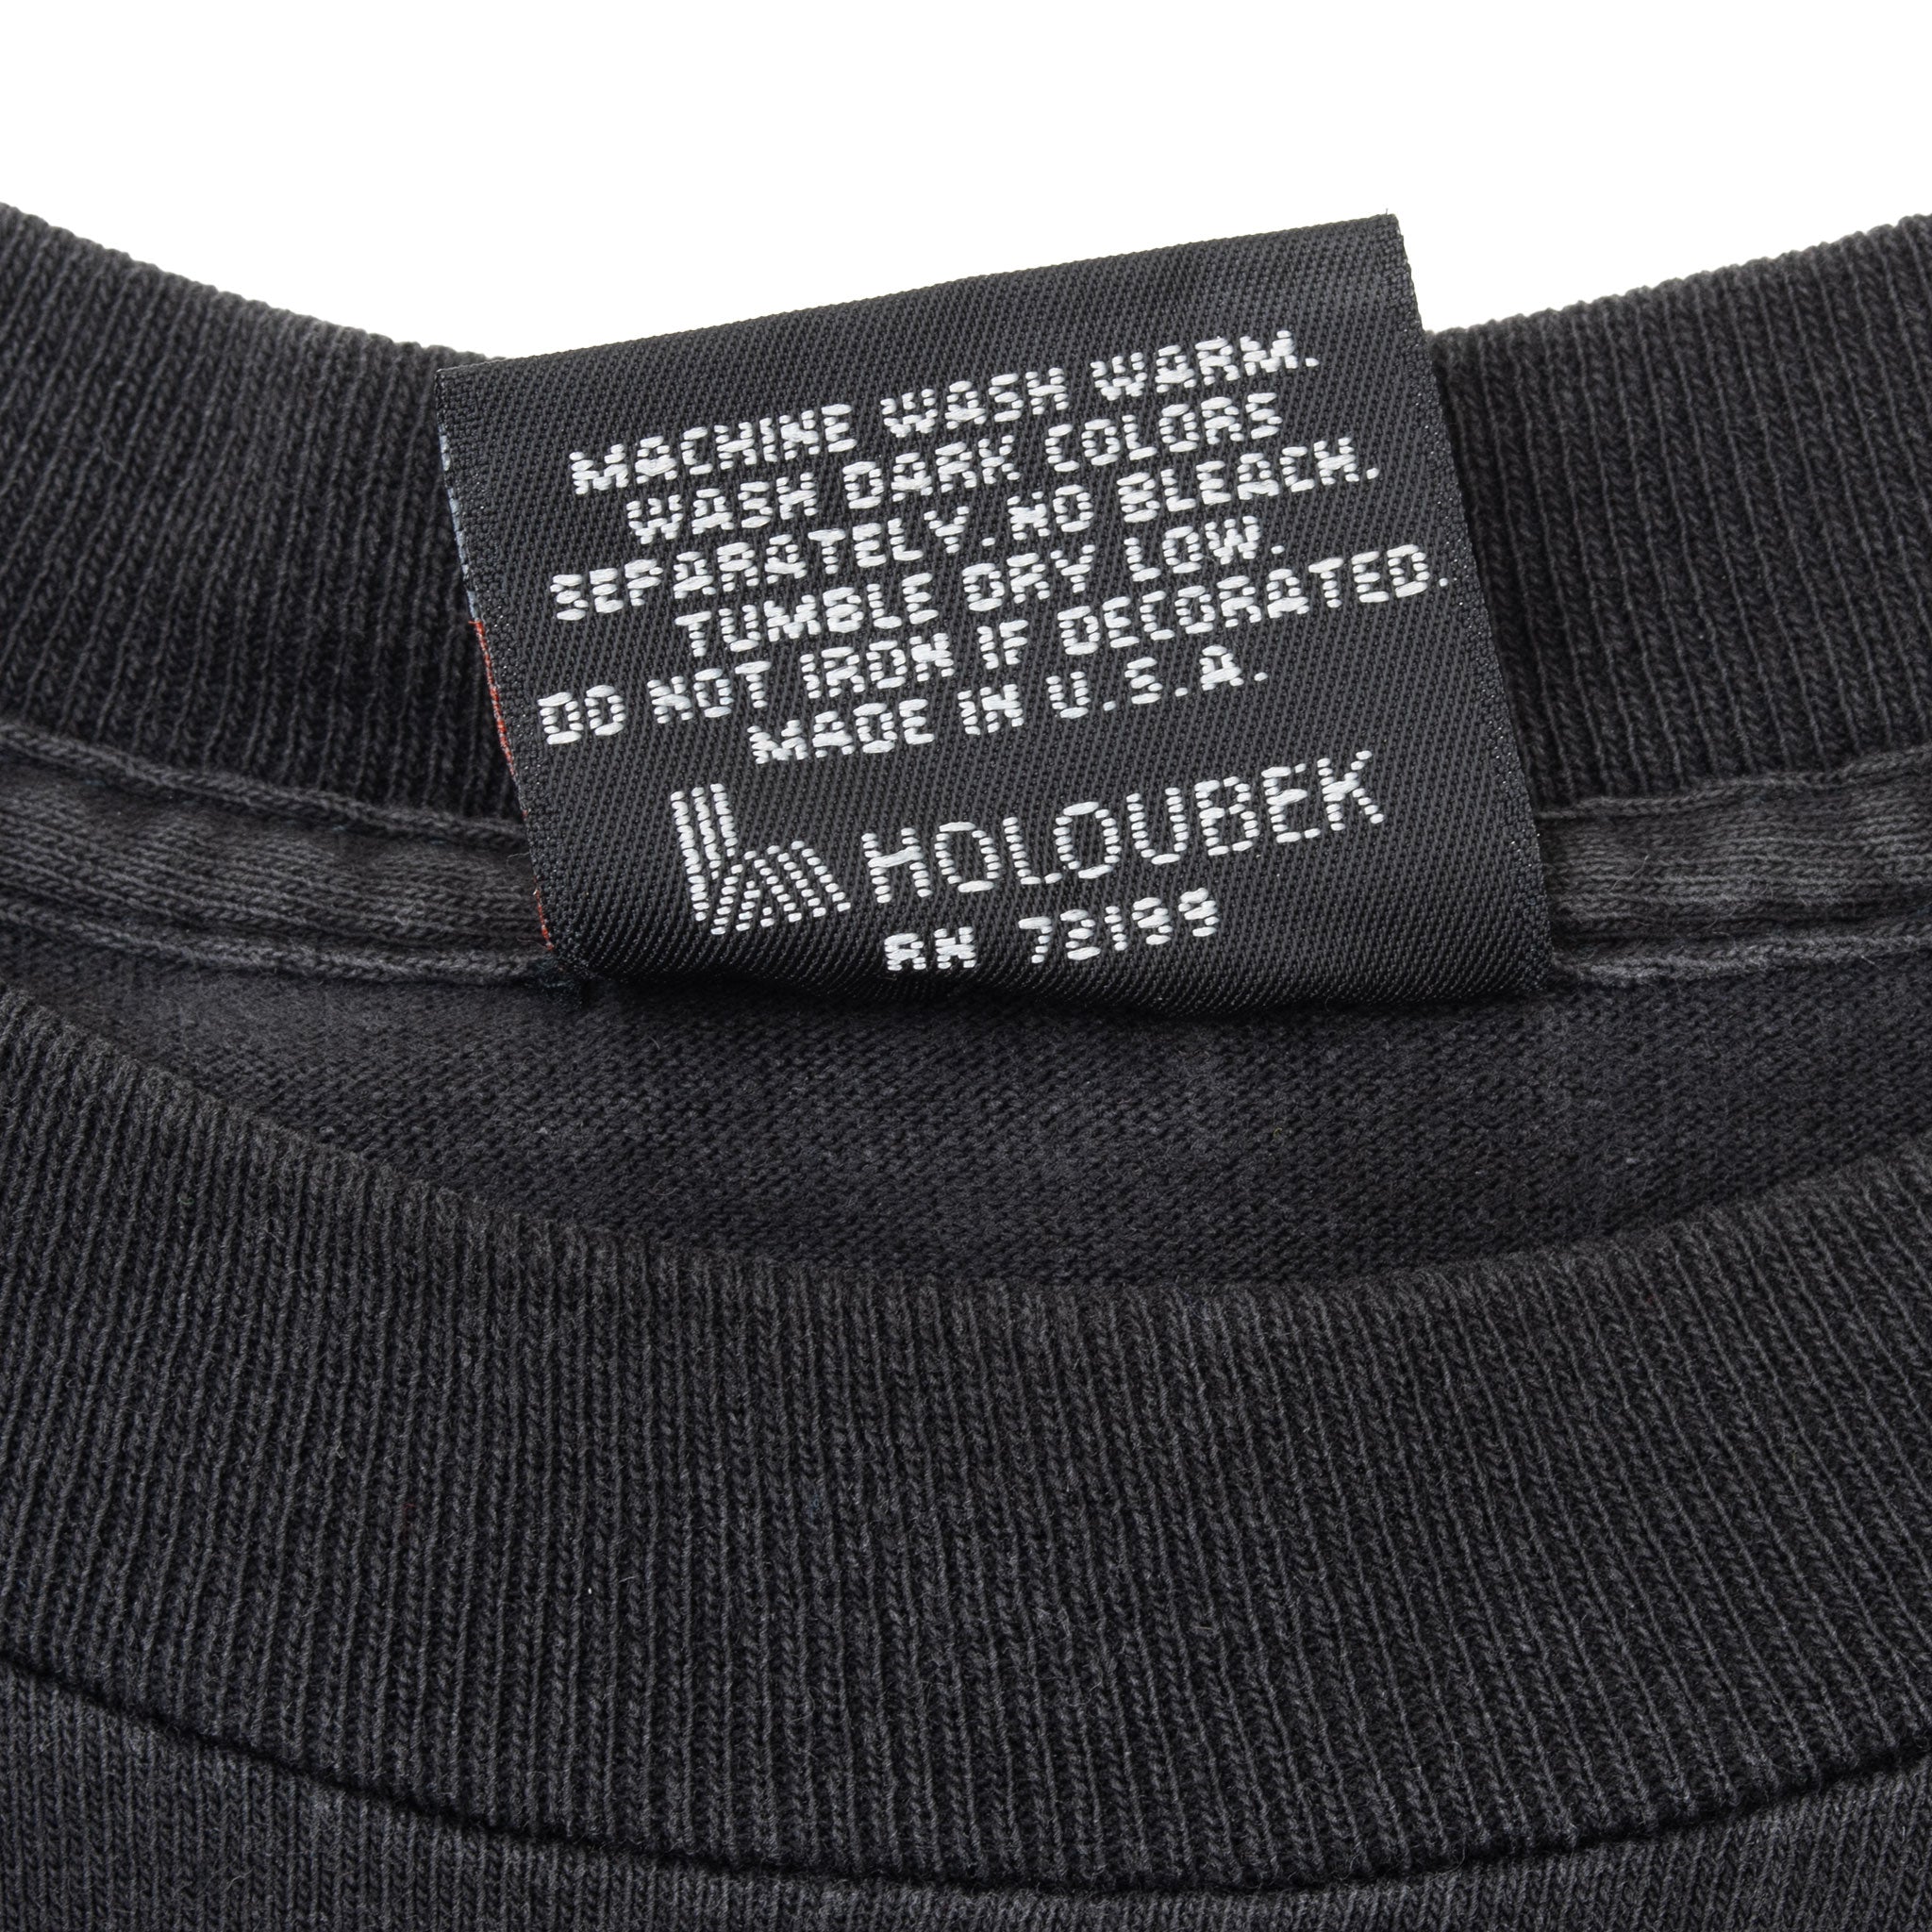 MACHINE WASH WARM.
WASH DARK COLORS
SEPARATELY. NO BLEACH.
TUMBLE DRY LOW.
DO NOT IRON IF DECORATED.
MADE IN U.S.A.
HOLOUBEK
RN 72199